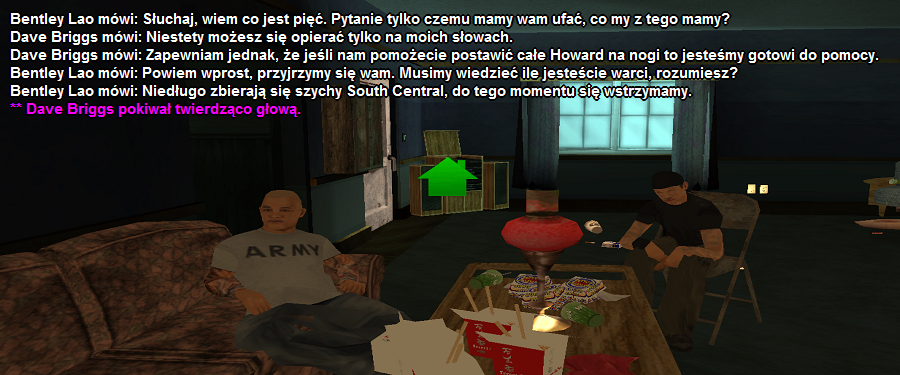 Bentley Lao mówi: Słuchaj, wiem co jest pięć. Pytanie tylko czemu mamy wam ufać, co my z tego mamy?
Dave Briggs mówi: Niestety możesz się opierać tylko na moich słowach.
Dave Briggs mówi: Zapewniam jednak, że jeśli nam pomożecie postawić całe Howard na nogi to jesteśmy gotowi do pomocy.
Bentley Lao mówi: Powiem wprost, przyjrzymy się wam. Musimy wiedzieć ile jesteście warci, rozumiesz?
Bentley Lao mówi: Niedługo zbierają się szychy South Central, do tego momentu się wstrzymamy.
** Dave Briggs pokiwał twierdząco głową.
ARMY